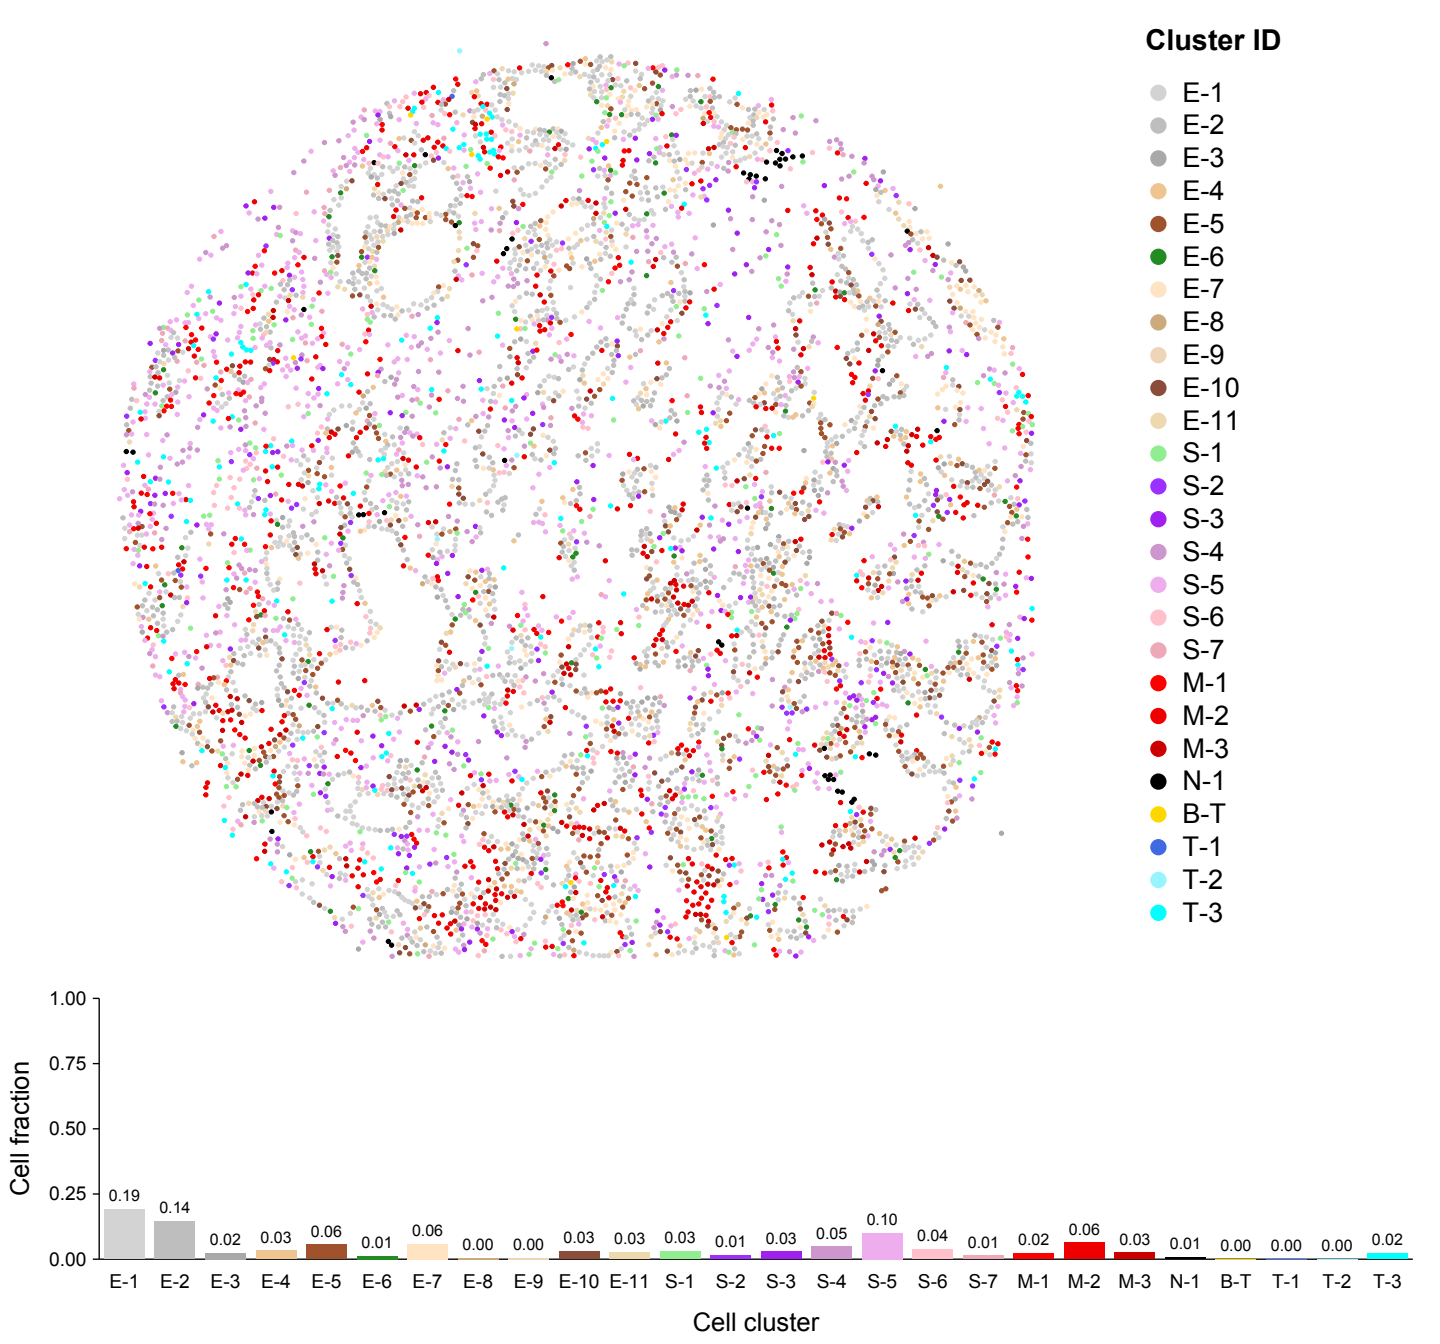 Cluster ID
E-1
E-2
E-3
E-4
E-5
E-6
E-7
E-8
E-9
E-10
E-11
S-1
S-2
S-3
S-4
S-5
S-6
S-7
M-1
M-2
M-3
N-1
B-T
T-1
T-2
T-3
1.00
0.75
0.50
0.25
0.00
Cell fraction
0.19 0.14 0.02 0.03 0.06 0.01 0.06 0.00 0.00 0.03 0.03 0.03 0.01 0.03 0.05 0.10 0.04 0.01 0.02 0.06 0.03 0.01 0.00 0.00 0.00 0.02
E-1 E-2 E-3 E-4 E-5 E-6 E-7 E-8 E-9 E-10 E-11 S-1 S-2 S-3 S-4 S-5 S-6 S-7 M-1 M-2 M-3 N-1 B-T T-1 T-2 T-3
Cell cluster